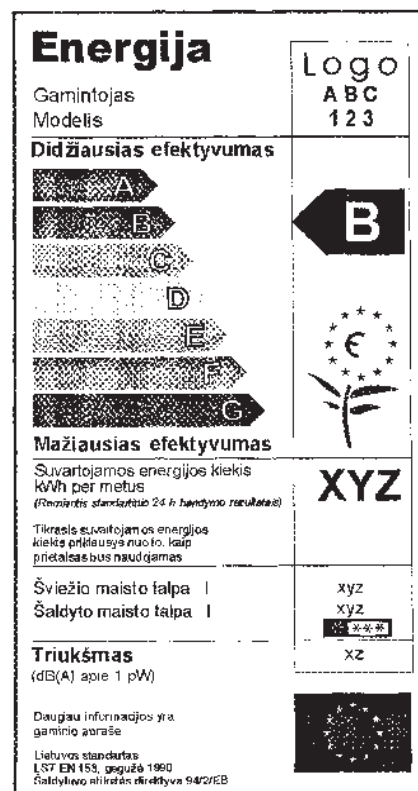 Energija
Logo
Gamintojas
ABC
Modelis
123
Didžiausias efektyvumas
A
B
B
C
D
E
F
G
Mažiausias efektyvumas
Suvartojamos energijos kiekis
XYZ
kWh per metus
(Remiantis standartinio 24 h bandymo rezultatais)
Tikrasis suvartojamos energijos
kiekis priklausys nuo to, kaip
prietaisas bus naudojamas
Šviežio maisto talpa l
xyz
Šaldyto maisto talpa l
xyz
* ***
Triukšmas
xz
(dB(A) apie 1 pW)
Daugiau informacijos yra
gaminio apraše
Lietuvos standartas
LST EN 153, gegužė 1990
Šaldytuvo etiketės direktyva 94/2/EB